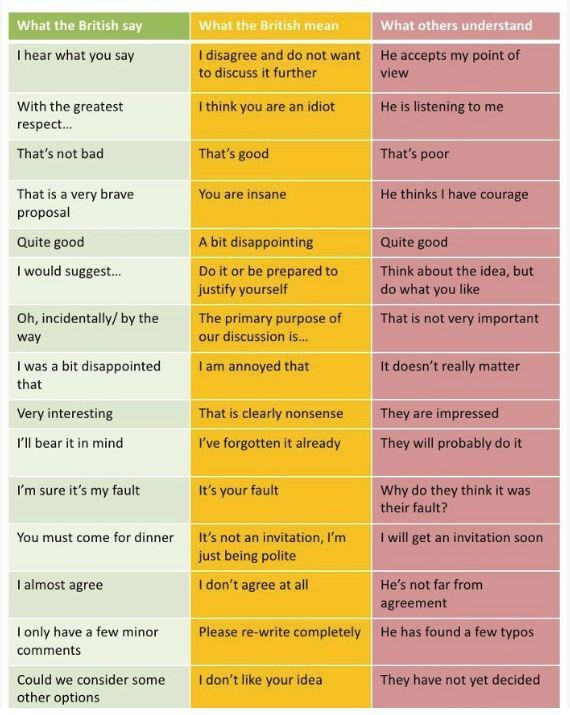 What the British say
What the British mean
What others understand
I hear what you say
I disagree and do not want
to discuss it further
He accepts my point of
view
With the greatest
respect...
I think you are an idiot
He is listening to me
That's not bad
That's good
That's poor
That is a very brave
proposal
You are insane
He thinks I have courage
Quite good
A bit disappointing
Quite good
I would suggest...
Do it or be prepared to
justify yourself
Think about the idea, but
do what you like
Oh, incidentally/ by the
way
The primary purpose of
our discussion is...
That is not very important
I was a bit disappointed
that
I am annoyed that
It doesn't really matter
Very interesting
That is clearly nonsense
They are impressed
I'll bear it in mind
I've forgotten it already
They will probably do it
I'm sure it's my fault
It's your fault
Why do they think it was
their fault?
You must come for dinner
It's not an invitation, I'm
just being polite
I will get an invitation soon
I almost agree
I don't agree at all
He's not far from
agreement
I only have a few minor
comments
Please re-write completely
He has found a few typos
Could we consider some
other options
I don't like your idea
They have not yet decided